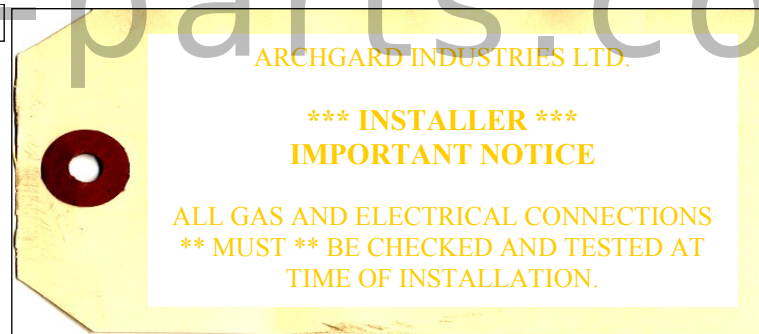 -parts.co
ARCHGARD INDUSTRIES LTD.
*** INSTALLER ***
IMPORTANT NOTICE
ALL GAS AND ELECTRICAL CONNECTIONS
** MUST ** BE CHECKED AND TESTED AT
TIME OF INSTALLATION.